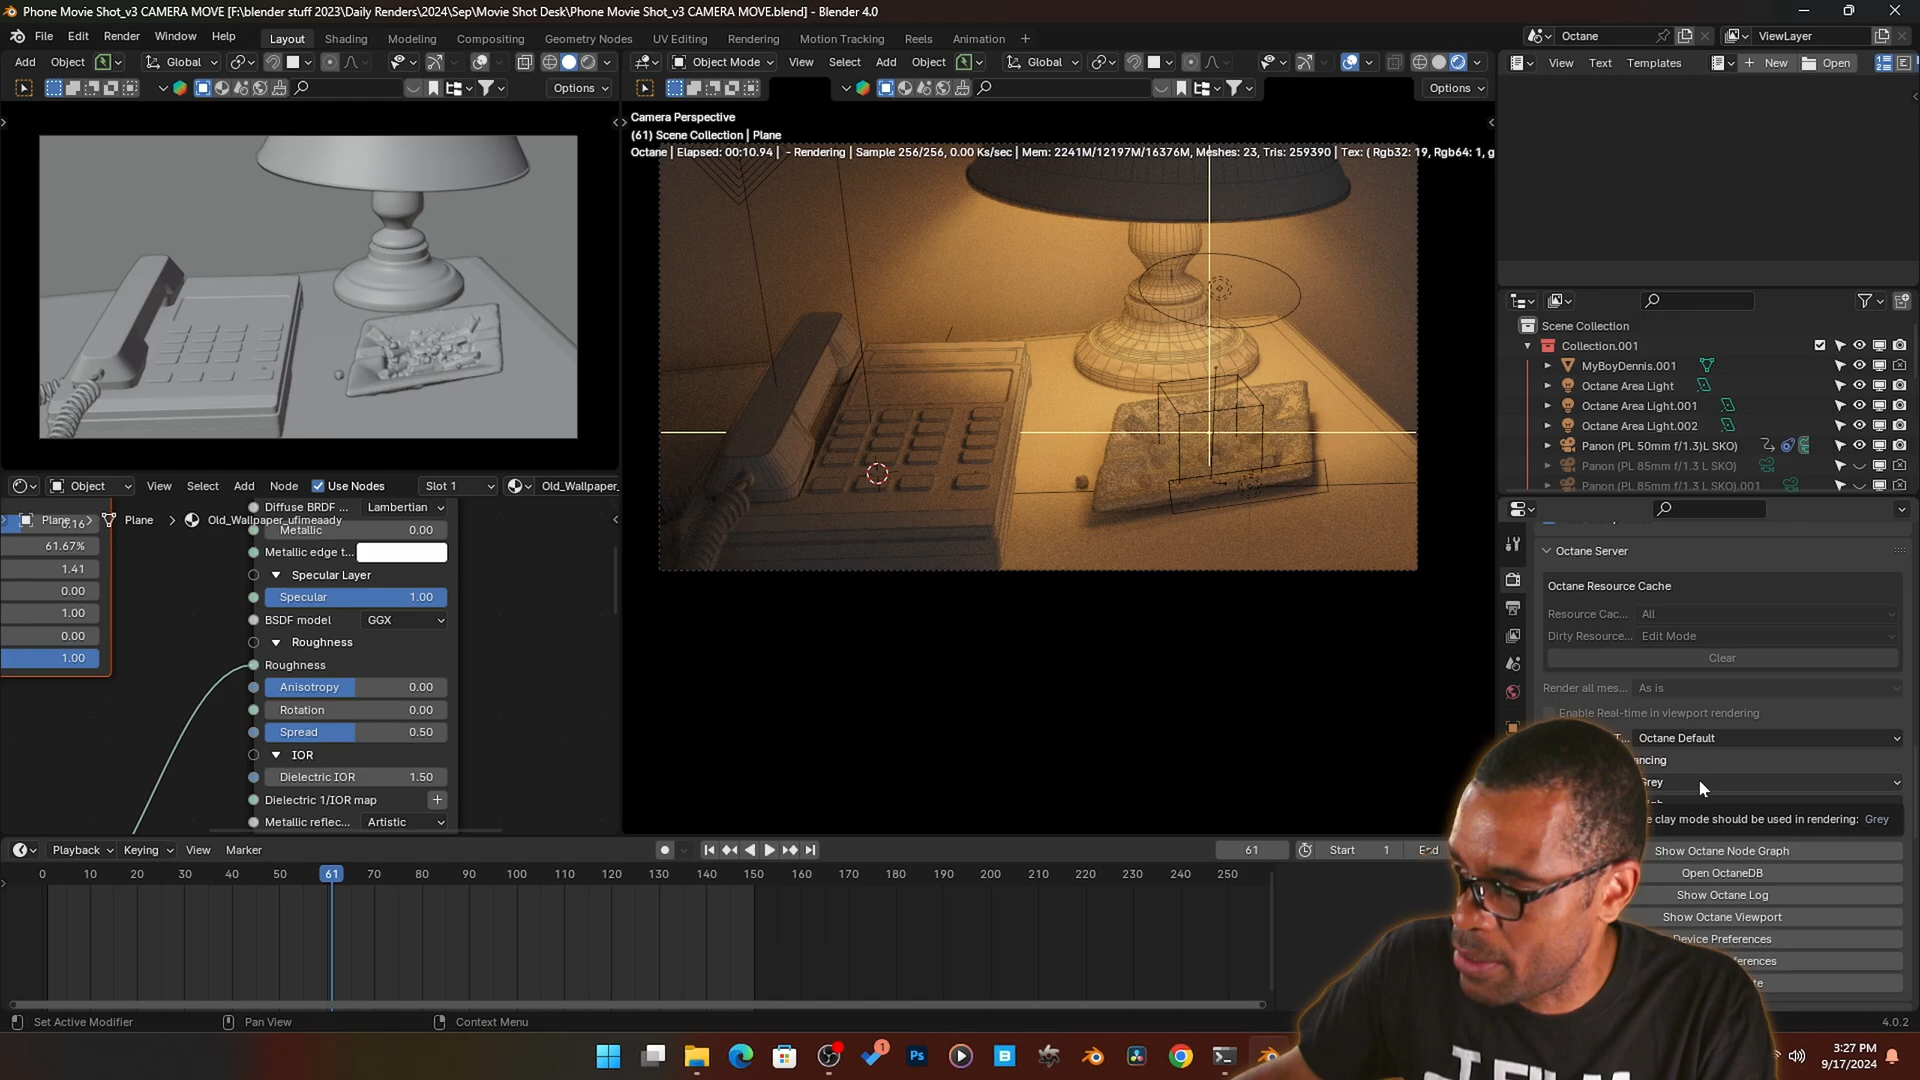 Phone Movie Shot_v3 CAMERA MOVE [F:\blender stuff 2023\Daily Renders\2024\Sep\Movie Shot Desk\Phone Movie Shot_v3 CAMERA MOVE.blend] - Blender 4.0
File Edit Render Window Help Layout Shading Modeling Compositing Geometry Nodes UV Editing Rendering Motion Tracking Reels Animation + Octane ViewLayer
Add Object Global Object Mode View Select Add Object Global View Text Templates New Open
Options Options
Camera Perspective
(61) Scene Collection | Plane
Octane | Elapsed: 00:10.94 | - Rendering | Sample 256/256, 0.00 Ks/sec | Mem: 2241M/12197M/16376M, Meshes: 23, Tris: 259390 | Tex: ( Rgb32: 19, Rgb64: 1, g
Scene Collection
Collection.001
MyBoyDennis.001
Octane Area Light
Octane Area Light.001
Octane Area Light.002
Panon (PL 50mm f/1.3)L SKO)
Panon (PL 85mm f/1.3 L SKO)
Panon (PL 85mm f/1.3 L SKO).001
Object View Select Add Node Use Nodes Slot 1 Old_Wallpaper_
Plane > Plane > Old_Wallpaper_ufimeaady
0.16
61.67%
1.41
0.00
1.00
0.00
1.00
Diffuse BRDF ... Lambertian
Metallic 0.00
Metallic edge t...
Specular Layer
Specular 1.00
BSDF model GGX
Roughness
Roughness
Anisotropy 0.00
Rotation 0.00
Spread 0.50
IOR
Dielectric IOR 1.50
Dielectric 1/IOR map
Metallic reflec... Artistic
Octane Server
Octane Resource Cache
Resource Cac... All
Dirty Resource... Edit Mode
Clear
Render all mes... As is
Enable Real-time in viewport rendering
Octane Default
ancing
Grey
e clay mode should be used in rendering: Grey
Show Octane Node Graph
Open OctaneDB
Show Octane Log
Show Octane Viewport
Device Preferences
erences
Playback Keying View Marker 61 Start 1 End
0 10 20 30 40 50 61 70 80 90 100 110 120 130 140 150 160 170 180 190 200 210 220 230 240 250
Set Active Modifier Pan View Context Menu 4.0.2
1
Ps
3:27 PM
9/17/2024
I FILM